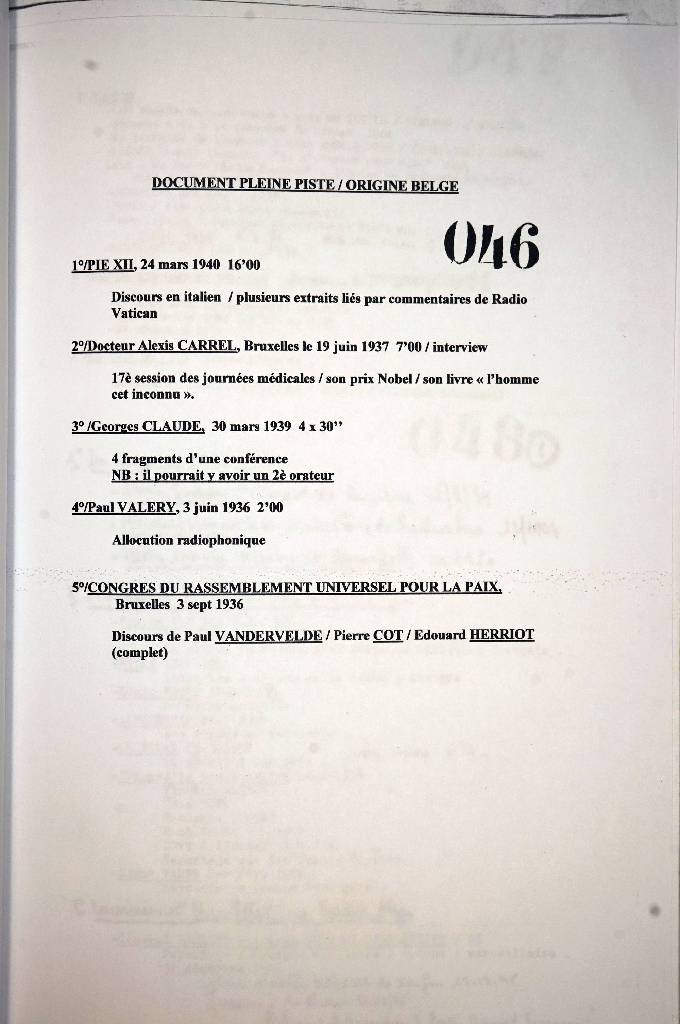 DOCUMENT PLEINE PISTE / ORIGINE BELGE
046
1°/PIE XII, 24 mars 1940 16'00
Discours en italien / plusieurs extraits liés par commentaires de Radio
Vatican
2°/Docteur Alexis CARREL, Bruxelles le 19 juin 1937 7'00 / interview
17è session des journées médicales / son prix Nobel / son livre « l'homme
cet inconnu ».
3° /Georges CLAUDE, 30 mars 1939 4 x 30''
4 fragments d'une conférence
NB : il pourrait y avoir un 2è orateur
4°/Paul VALERY, 3 juin 1936 2'00
Allocution radiophonique
5°/CONGRES DU RASSEMBLEMENT UNIVERSEL POUR LA PAIX,
Bruxelles 3 sept 1936
Discours de Paul VANDERVELDE / Pierre COT / Edouard HERRIOT
(complet)